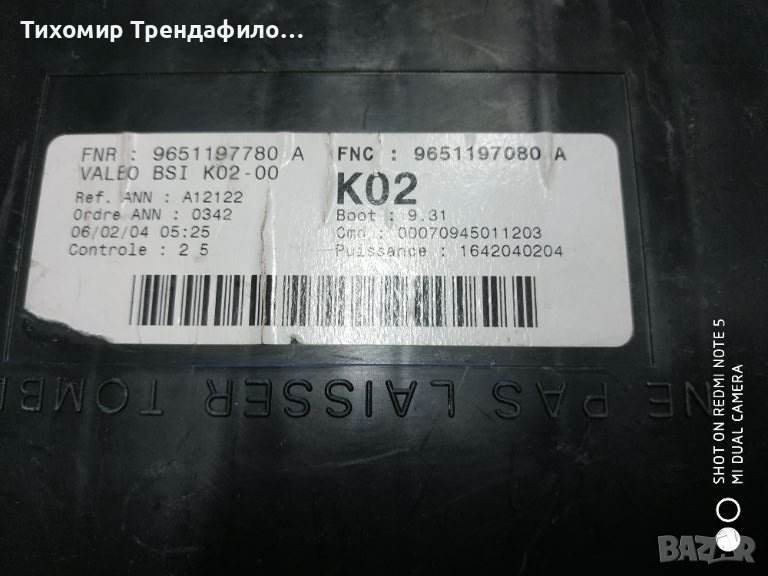 Тихомир Трендафило...
FNR : 9651197780 A
VALEO BSI K02-00
Ref. ANN : A12122
Ordre ANN : 0342
06/02/04 05:25
Controle : 2 5
FNC : 9651197080 A
K02
Boot : 9.31
Cmd : 00070945011203
Puissance : 1642040204
NE PAS LAISSER TOMBE
SHOT ON REDMI NOTE 5
MI DUAL CAMERA
BAZAR